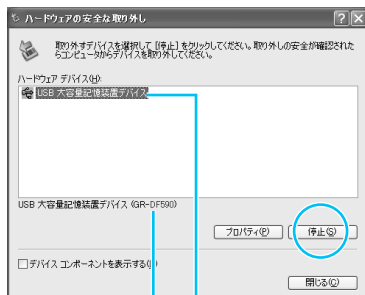 ハードウェアの安全な取り外し
取り外すデバイスを選択して [停止] をクリックしてください。取り外しの安全が確認された
らコンピュータからデバイスを取り外してください。
ハードウェア デバイス(H):
USB 大容量記憶装置デバイス
USB 大容量記憶装置デバイス (GR-DF590)
プロパティ(P)
停止(S)
デバイス コンポーネントを表示する(
閉じる(C)